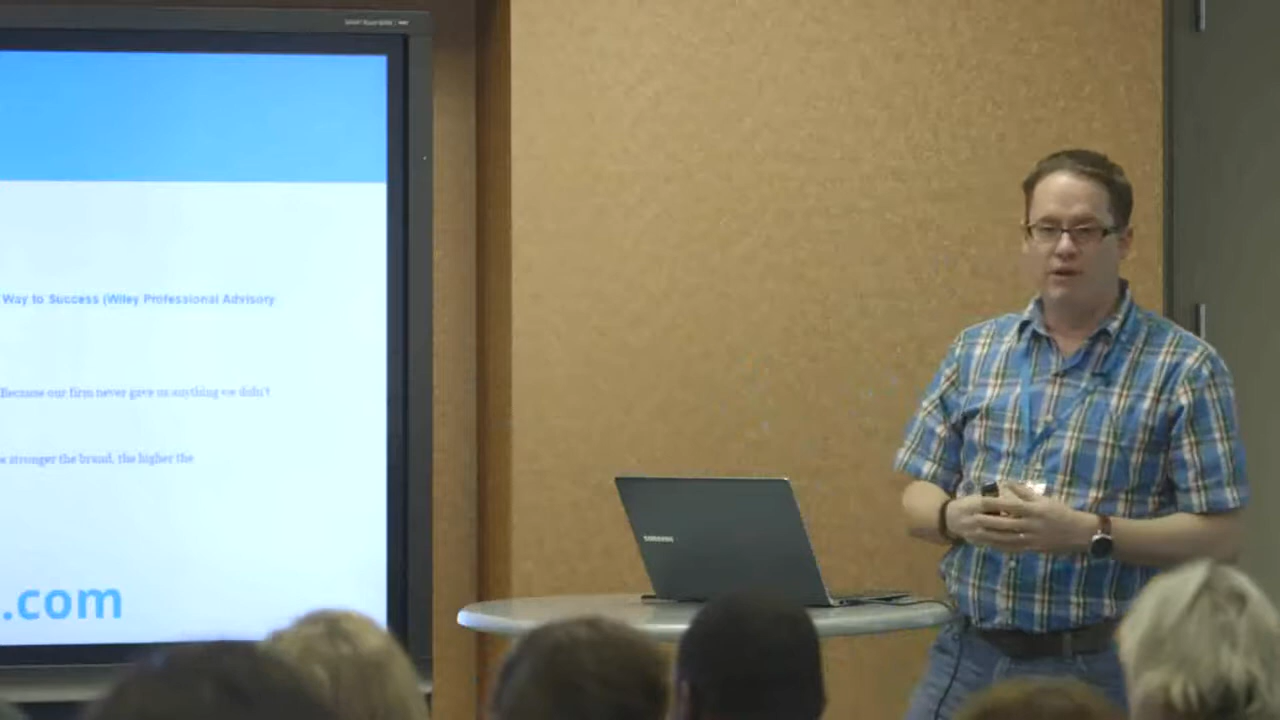 Way to Success (Wiley Professional Advisory
Because our firm never gave us anything we didn't
stronger the brand, the higher the
.com
SAMSUNG